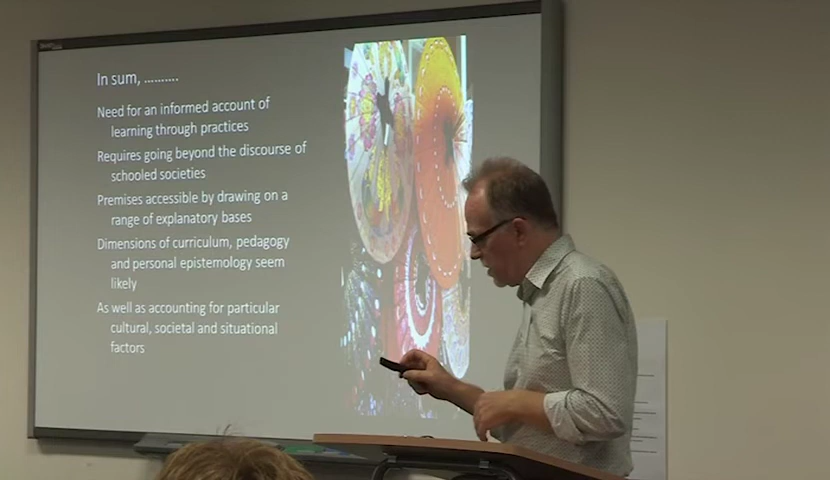 In sum, ..........
Need for an informed account of
learning through practices
Requires going beyond the discourse of
schooled societies
Premises accessible by drawing on a
range of explanatory bases
Dimensions of curriculum, pedagogy
and personal epistemology seem
likely
As well as accounting for particular
cultural, societal and situational
factors